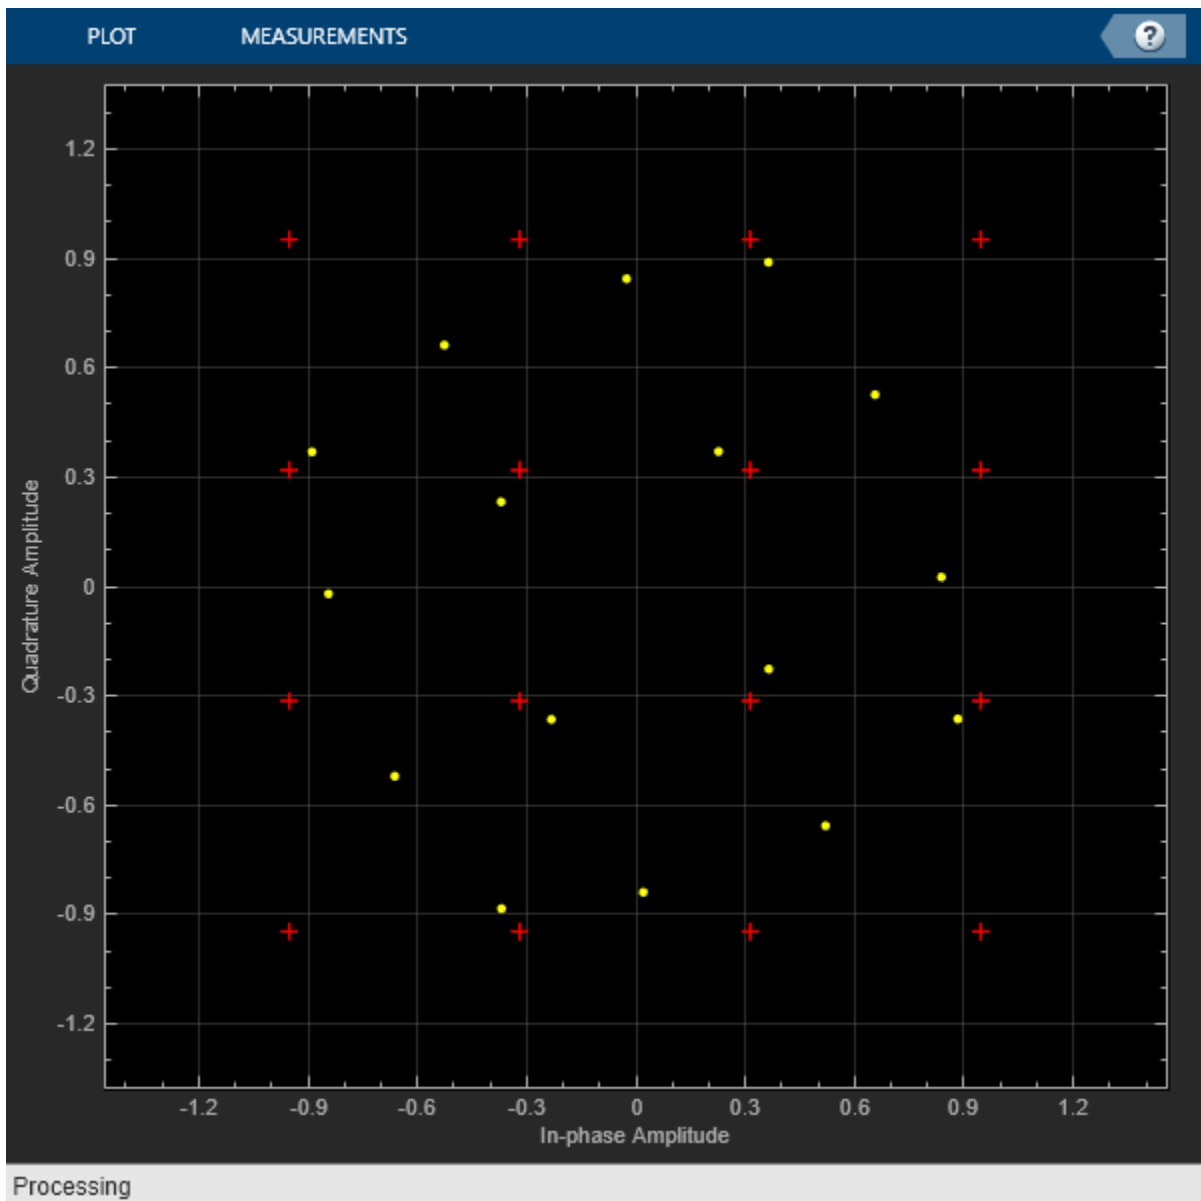 PLOT MEASUREMENTS ?
1.2
0.9
0.6
0.3
0
-0.3
-0.6
-0.9
-1.2
Quadrature Amplitude
-1.2 -0.9 -0.6 -0.3 0 0.3 0.6 0.9 1.2
In-phase Amplitude
Processing